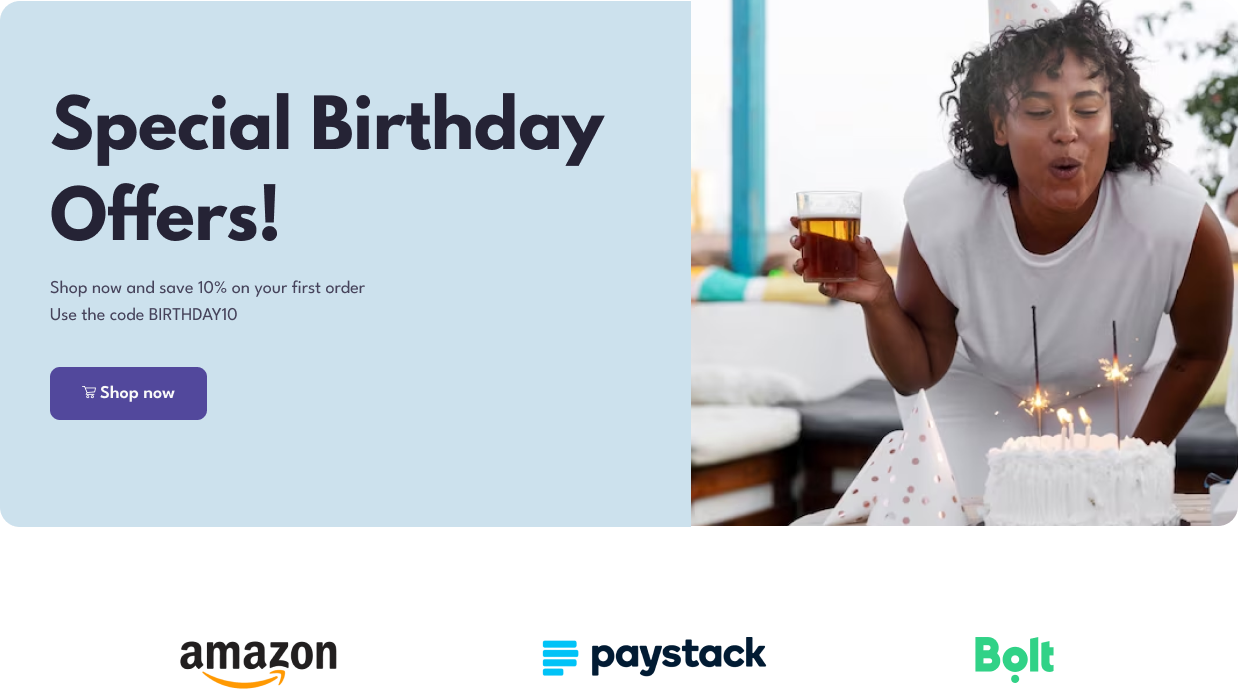 Special Birthday
Offers!
Shop now and save 10% on your first order
Use the code BIRTHDAY10
Shop now
amazon
paystack
Bolt